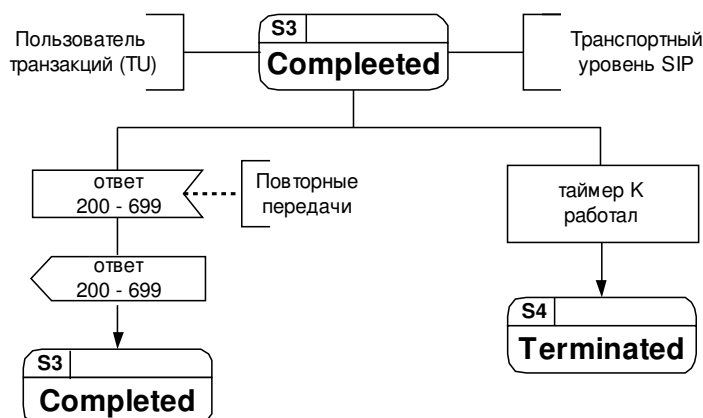 Пользователь
транзакций (TU)
S3
Compleeted
Транспортный
уровень SIP
ответ
200 - 699
Повторные
передачи
таймер К
работал
ответ
200 - 699
S4
Terminated
S3
Completed